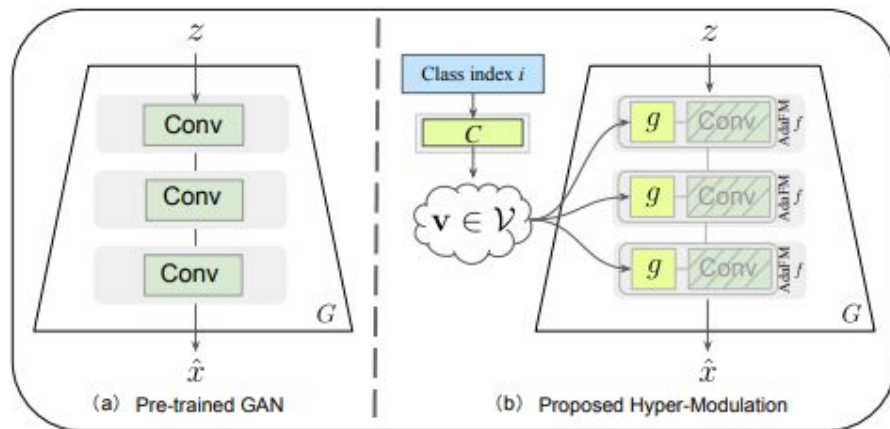 z
Conv
Conv
Conv
G
x̂
(a) Pre-trained GAN
Class index i
C
v ∈ 𝒱
z
g Conv AdaFM f
g Conv AdaFM f
g Conv AdaFM f
G
x̂
(b) Proposed Hyper-Modulation